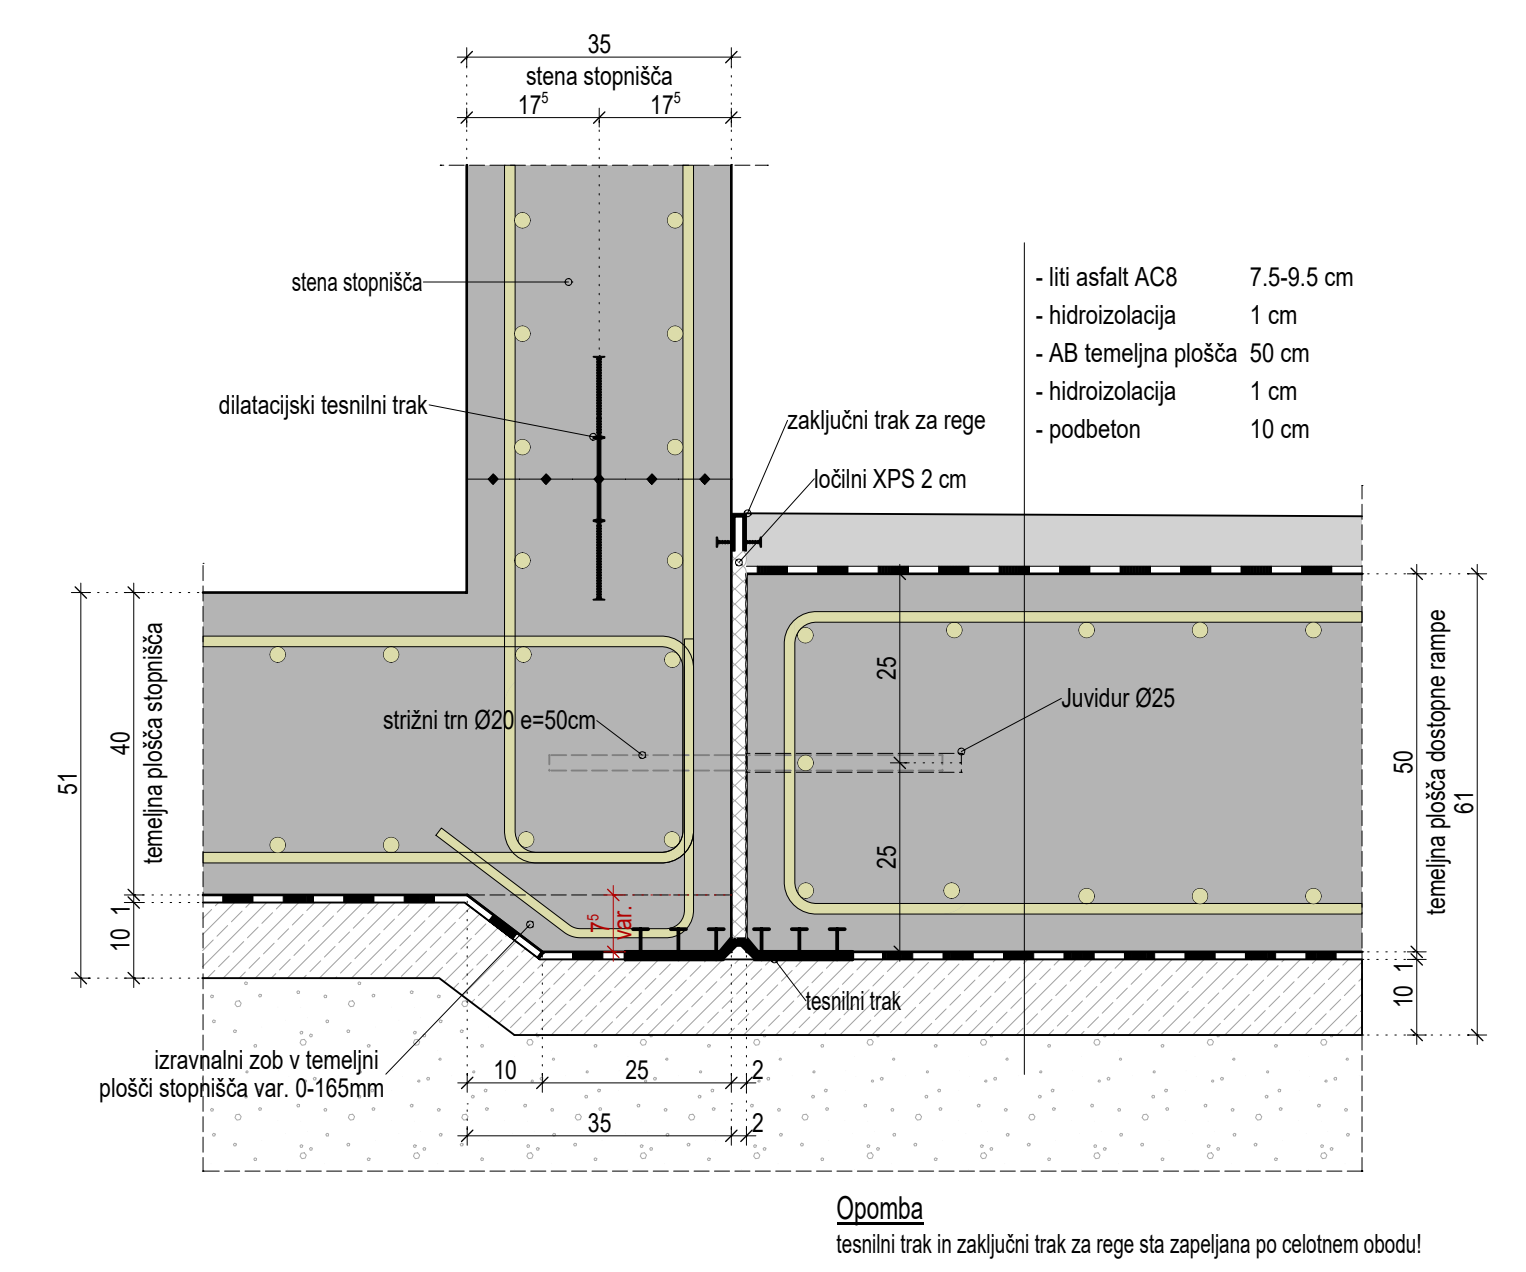 35
stena stopnišča
17⁵ 17⁵
stena stopnišča
- liti asfalt AC8 7.5-9.5 cm
- hidroizolacija 1 cm
- AB temeljna plošča 50 cm
- hidroizolacija 1 cm
- podbeton 10 cm
dilatacijski tesnilni trak
zaključni trak za rege
ločilni XPS 2 cm
51
40
10 1
temeljna plošča stopnišča
strižni trn Ø20 e=50cm
25
25
Juvidur Ø25
50
10 1
temeljna plošča dostopne rampe
61
7⁵
var.
tesnilni trak
izravnalni zob v temeljni
plošči stopnišča var. 0-165mm
10 25 2
35 2
Opomba
tesnilni trak in zaključni trak za rege sta zapeljana po celotnem obodu!